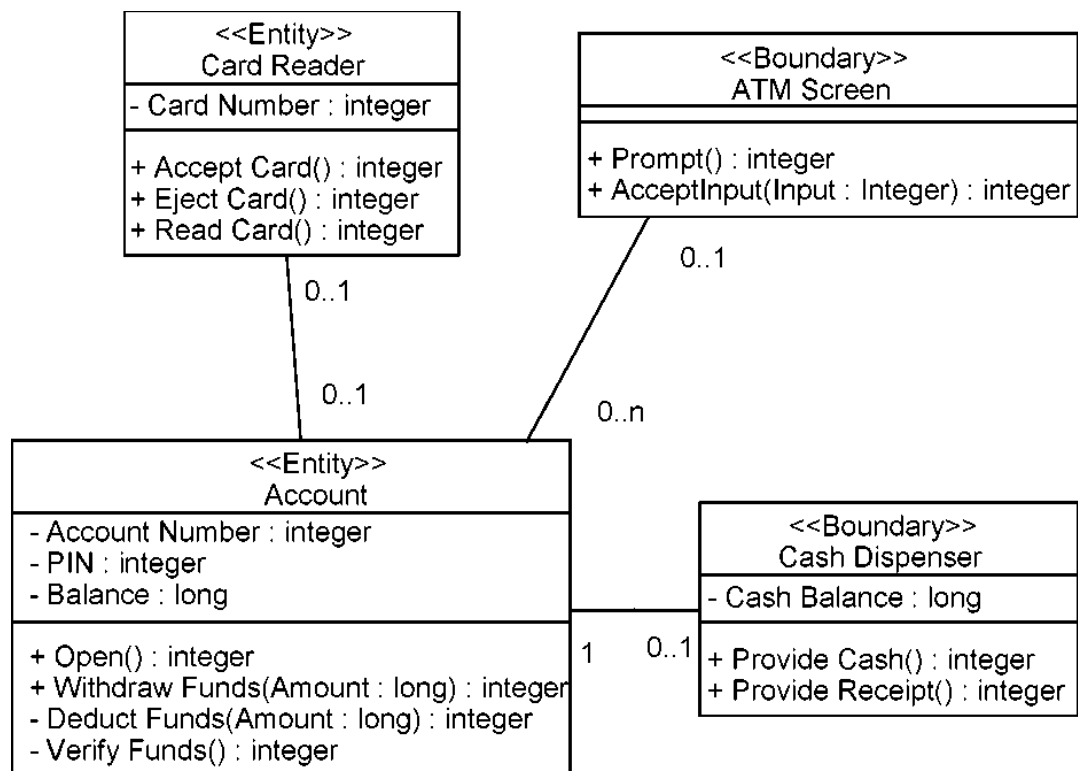 <<Entity>>
Card Reader
- Card Number : integer
+ Accept Card() : integer
+ Eject Card() : integer
+ Read Card() : integer
<<Boundary>>
ATM Screen
+ Prompt() : integer
+ AcceptInput(Input : Integer) : integer
0..1
0..1
0..1
0..n
<<Entity>>
Account
- Account Number : integer
- PIN : integer
- Balance : long
+ Open() : integer
+ Withdraw Funds(Amount : long) : integer
- Deduct Funds(Amount : long) : integer
- Verify Funds() : integer
1
0..1
<<Boundary>>
Cash Dispenser
- Cash Balance : long
+ Provide Cash() : integer
+ Provide Receipt() : integer